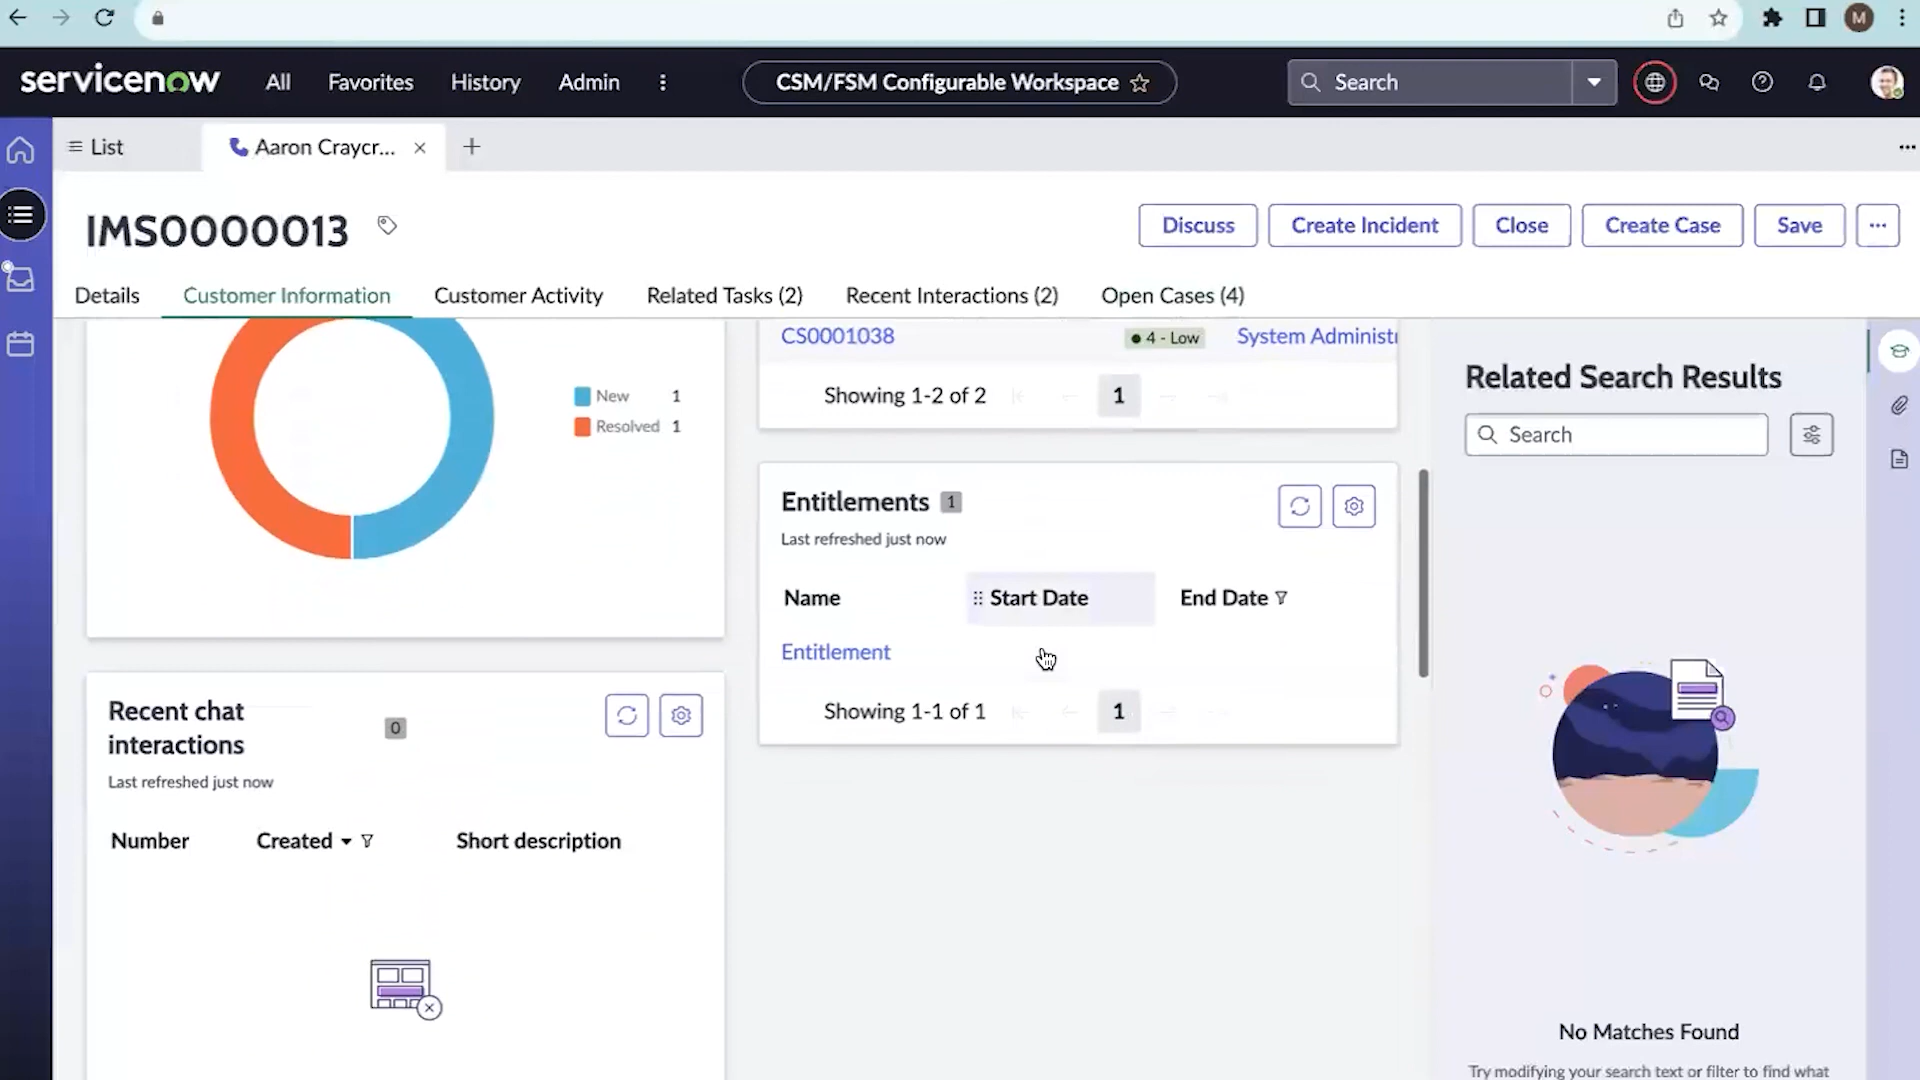 M
servicenow
All
Favorites
History
Admin
CSM/FSM Configurable Workspace
Search
List
Aaron Craycr...
IMS0000013
Discuss
Create Incident
Close
Create Case
Save
Details
Customer Information
Customer Activity
Related Tasks (2)
Recent Interactions (2)
Open Cases (4)
New 1
Resolved 1
CS0001038
4 - Low
Showing 1-2 of 2
1
Entitlements 1
Last refreshed just now
Name
Start Date
End Date
Entitlement
Showing 1-1 of 1
1
Recent chat
interactions
0
Last refreshed just now
Number
Created
Short description
Related Search Results
Search
No Matches Found
Try modifying your search text or filter to find what